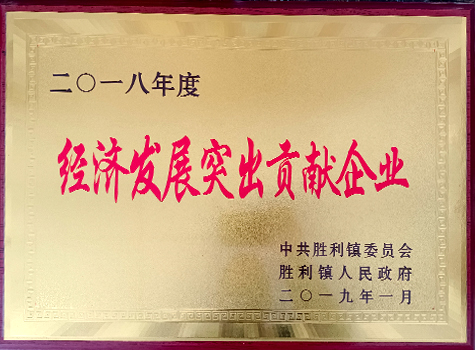 二〇一八年度
经济发展突出贡献企业
中共胜利镇委员会
胜利镇人民政府
二〇一九年一月